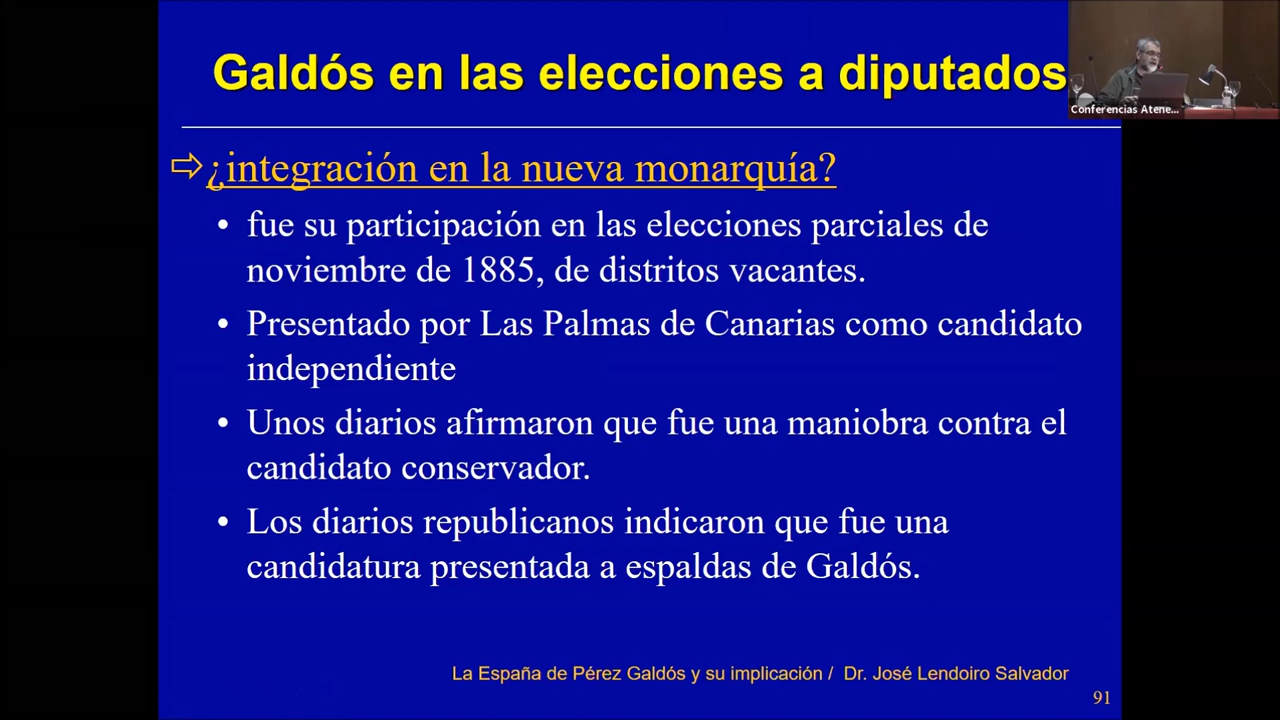 Galdós en las elecciones a diputados
Conferencias Atene...
⇨¿integración en la nueva monarquía?
• fue su participación en las elecciones parciales de
noviembre de 1885, de distritos vacantes.
• Presentado por Las Palmas de Canarias como candidato
independiente
• Unos diarios afirmaron que fue una maniobra contra el
candidato conservador.
• Los diarios republicanos indicaron que fue una
candidatura presentada a espaldas de Galdós.
La España de Pérez Galdós y su implicación / Dr. José Lendoiro Salvador
91